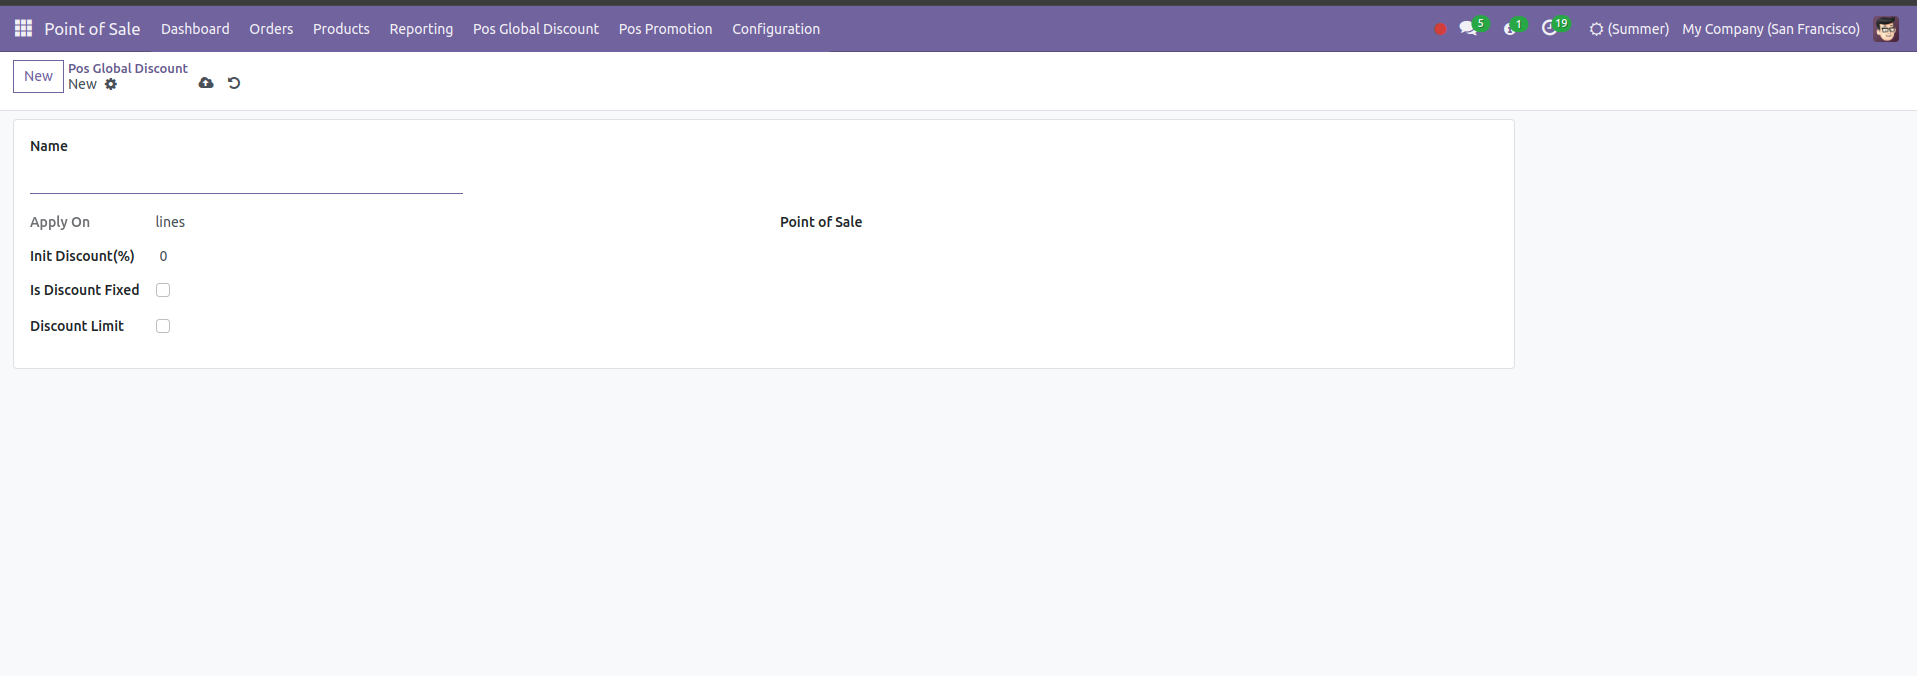 Point of Sale Dashboard Orders Products Reporting Pos Global Discount Pos Promotion Configuration 5 1 19 (Summer) My Company (San Francisco)
New Pos Global Discount
New
Name
Apply On lines Point of Sale
Init Discount(%) 0
Is Discount Fixed
Discount Limit